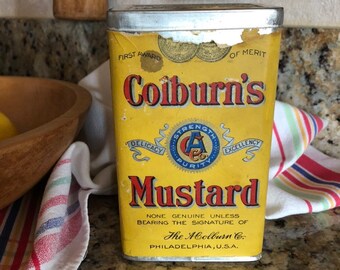 FIRST AWARD OF MERIT
Colburn's
STRENGTH
DELICACY
EXCELLENCY
PURITY
Mustard
NONE GENUINE UNLESS
BEARING THE SIGNATURE OF
The A Colburn Co.
PHILADELPHIA, U.S.A.